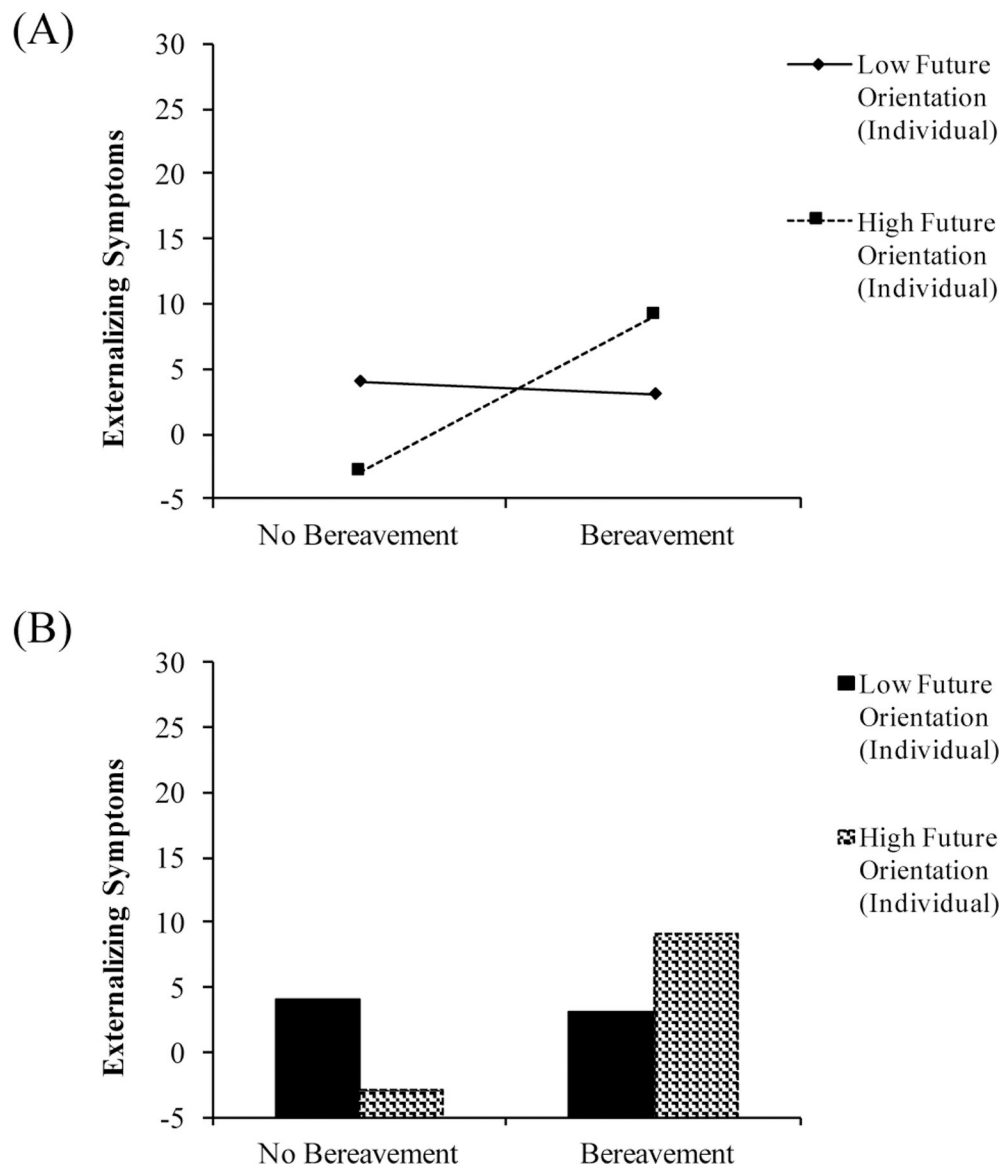 (A)
30
25
20
15
10
5
0
-5
Externalizing Symptoms
No Bereavement
Bereavement
Low Future
Orientation
(Individual)
High Future
Orientation
(Individual)
(B)
30
25
20
15
10
5
0
-5
Externalizing Symptoms
No Bereavement
Bereavement
Low Future
Orientation
(Individual)
High Future
Orientation
(Individual)